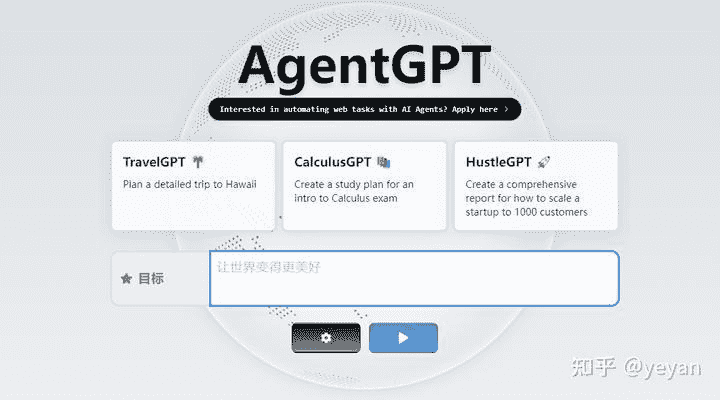 AgentGPT
Interested in automating web tasks with AI Agents? Apply here >
TravelGPT 🌴
Plan a detailed trip to Hawaii
CalculusGPT 📚
Create a study plan for an
intro to Calculus exam
HustleGPT 🚀
Create a comprehensive
report for how to scale a
startup to 1000 customers
目标
让世界变得更美好
知乎 @yeyan